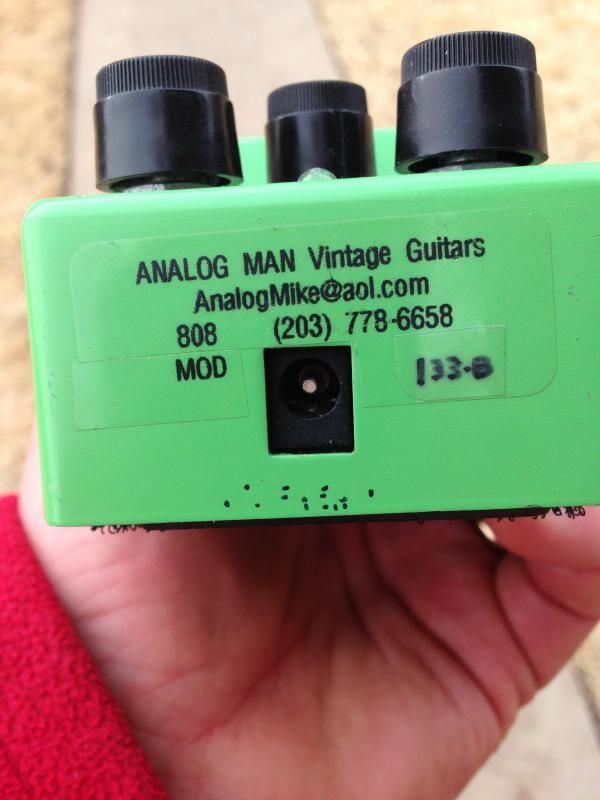 ANALOG MAN Vintage Guitars
AnalogMike@aol.com
808 (203) 778-6658
MOD 133-B